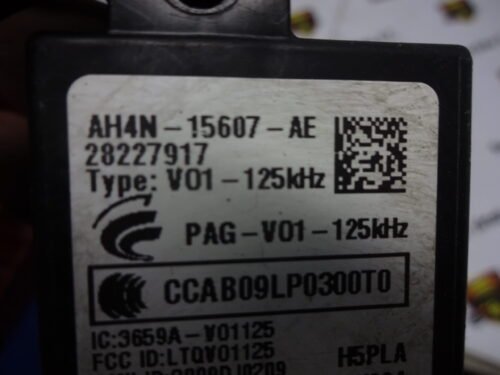 AH4N-15607-AE
28227917
Type: V01-125kHz
PAG-V01-125kHz
CCAB09LP0300T0
IC:3659A-V01125
FCC ID:LTQV01125
H5PLA